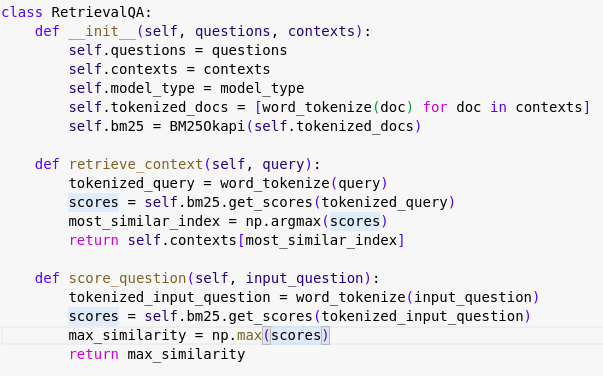 class RetrievalQA:
    def __init__(self, questions, contexts):
        self.questions = questions
        self.contexts = contexts
        self.model_type = model_type
        self.tokenized_docs = [word_tokenize(doc) for doc in contexts]
        self.bm25 = BM25Okapi(self.tokenized_docs)

    def retrieve_context(self, query):
        tokenized_query = word_tokenize(query)
        scores = self.bm25.get_scores(tokenized_query)
        most_similar_index = np.argmax(scores)
        return self.contexts[most_similar_index]

    def score_question(self, input_question):
        tokenized_input_question = word_tokenize(input_question)
        scores = self.bm25.get_scores(tokenized_input_question)
        max_similarity = np.max(scores)
        return max_similarity